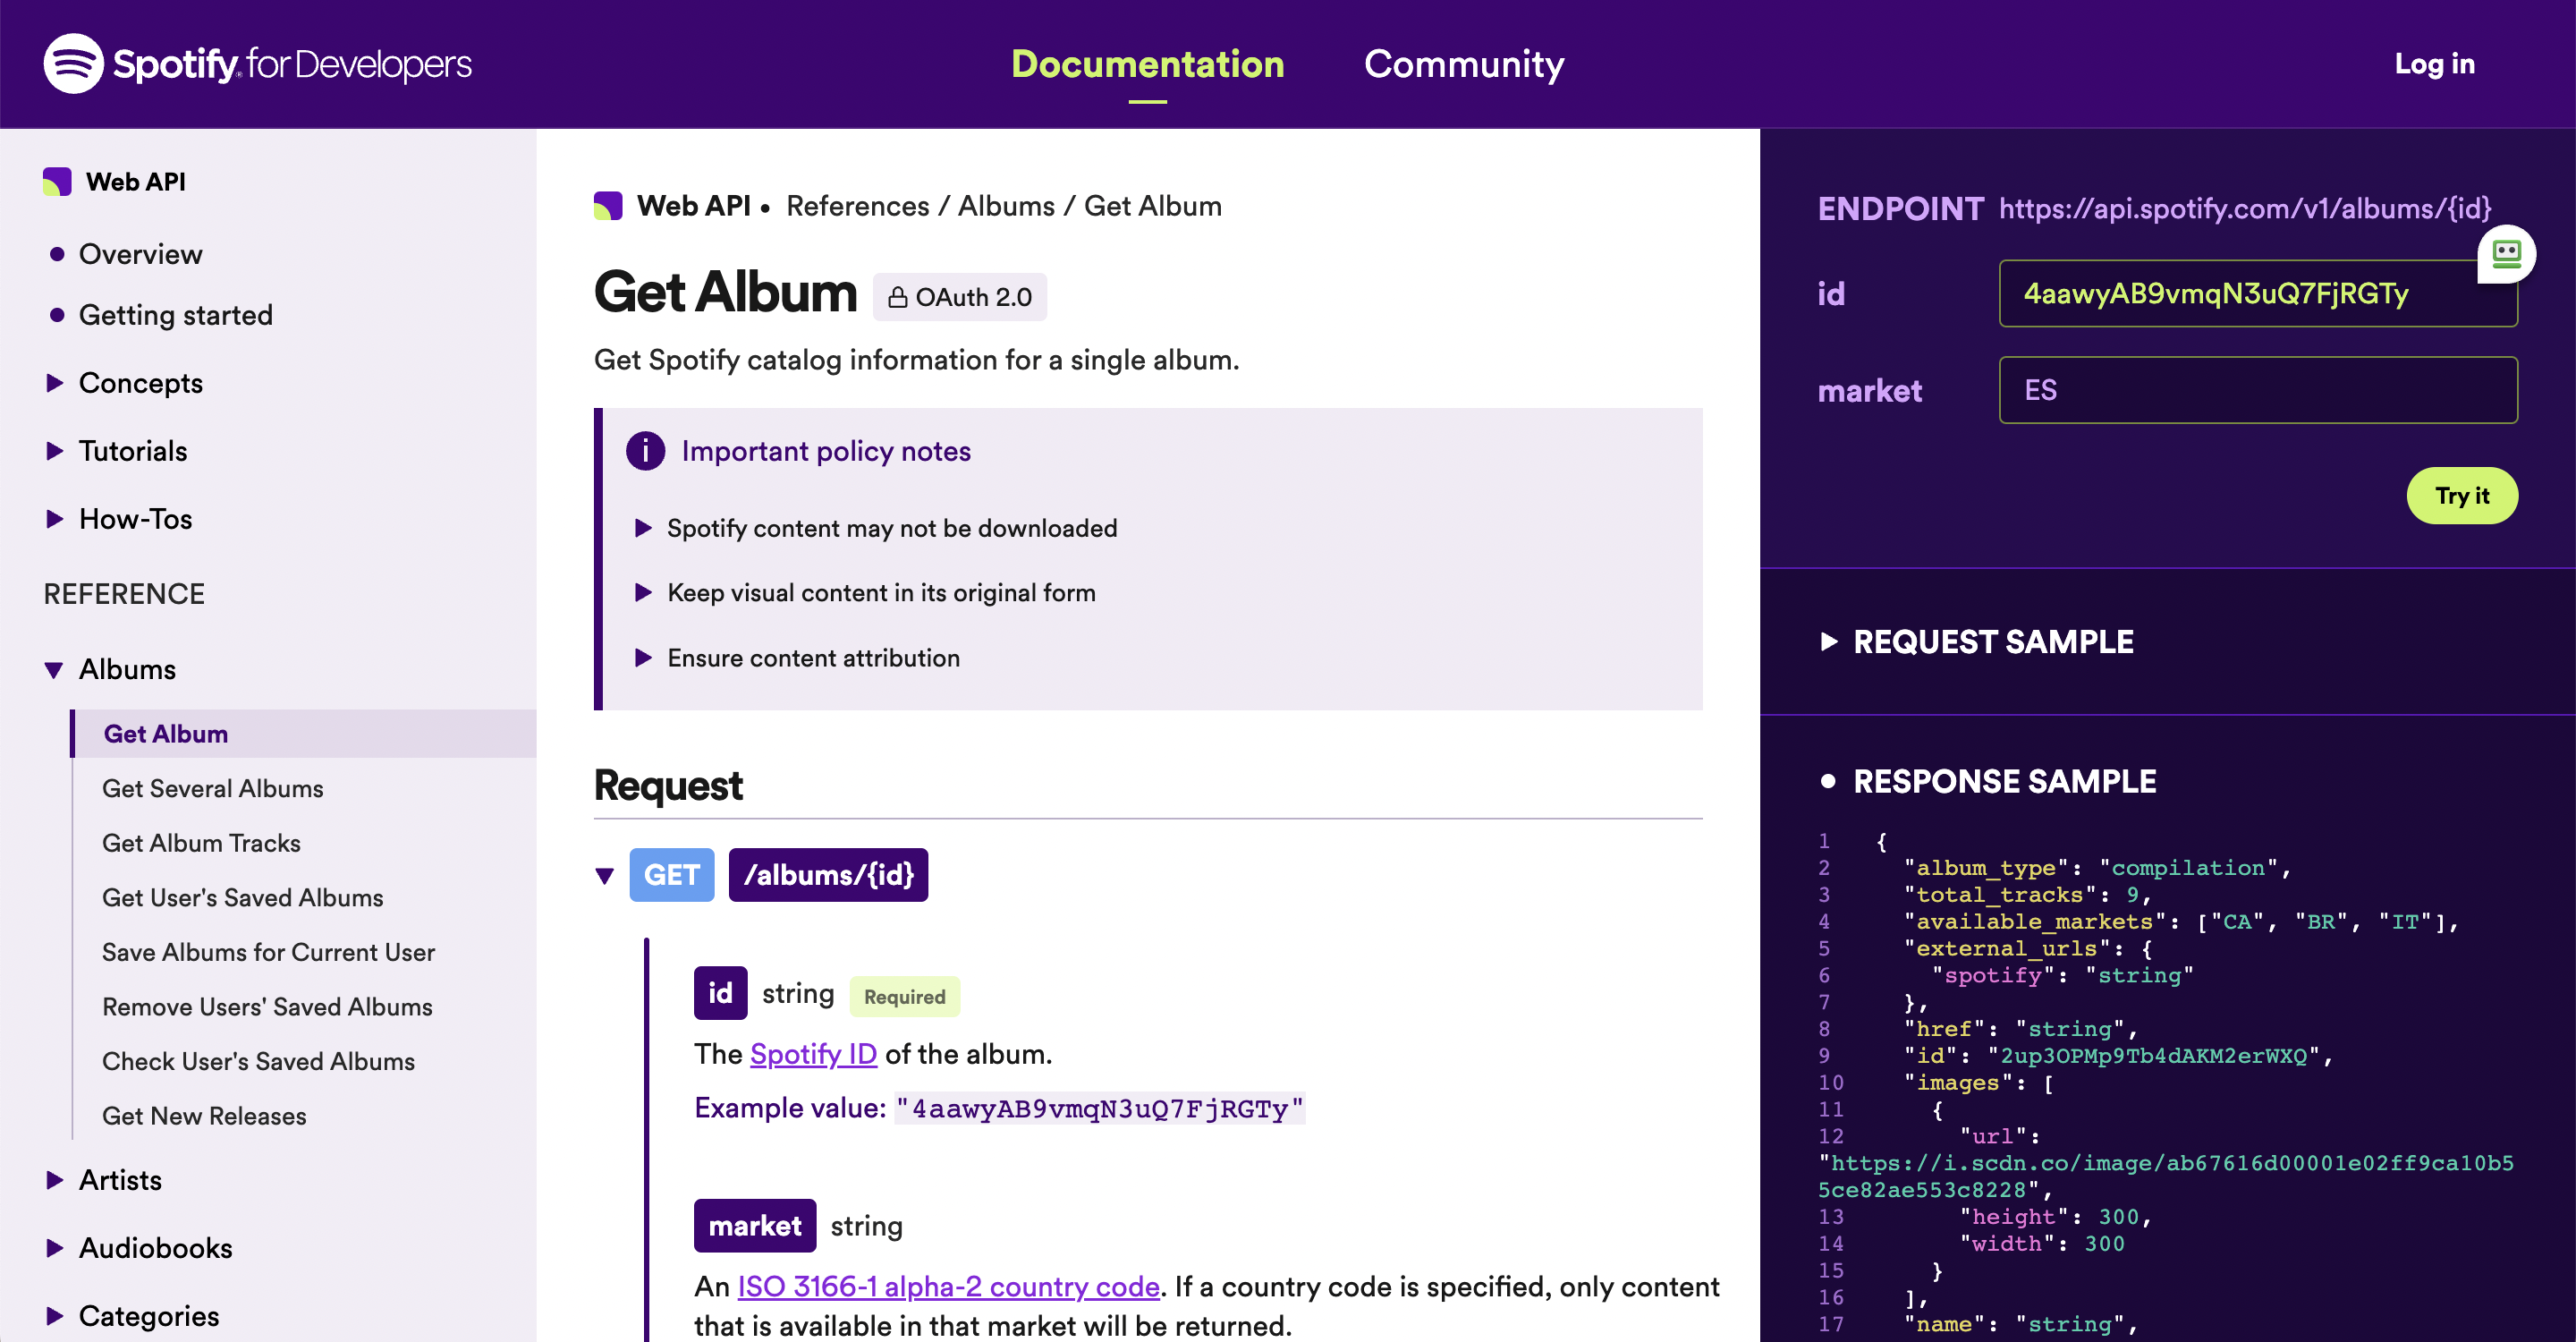 Spotify® for Developers
Documentation
Community
Log in
Web API
Overview
Getting started
Concepts
Tutorials
How-Tos
REFERENCE
Albums
Get Album
Get Several Albums
Get Album Tracks
Get User's Saved Albums
Save Albums for Current User
Remove Users' Saved Albums
Check User's Saved Albums
Get New Releases
Artists
Audiobooks
Categories
Web API • References / Albums / Get Album
Get Album OAuth 2.0
Get Spotify catalog information for a single album.
Important policy notes
Spotify content may not be downloaded
Keep visual content in its original form
Ensure content attribution
Request
GET /albums/{id}
id string Required
The Spotify ID of the album.
Example value: "4aawyAB9vmqN3uQ7FjRGTy"
market string
An ISO 3166-1 alpha-2 country code. If a country code is specified, only content
that is available in that market will be returned.
ENDPOINT https://api.spotify.com/v1/albums/{id}
id 4aawyAB9vmqN3uQ7FjRGTy
market ES
Try it
REQUEST SAMPLE
RESPONSE SAMPLE
1 {
2 "album_type": "compilation",
3 "total_tracks": 9,
4 "available_markets": ["CA", "BR", "IT"],
5 "external_urls": {
6 "spotify": "string"
7 },
8 "href": "string",
9 "id": "2up3OPMp9Tb4dAKM2erWXQ",
10 "images": [
11 {
12 "url":
"https://i.scdn.co/image/ab67616d00001e02ff9ca10b5
5ce82ae553c8228",
13 "height": 300,
14 "width": 300
15 }
16 ],
17 "name": "string",